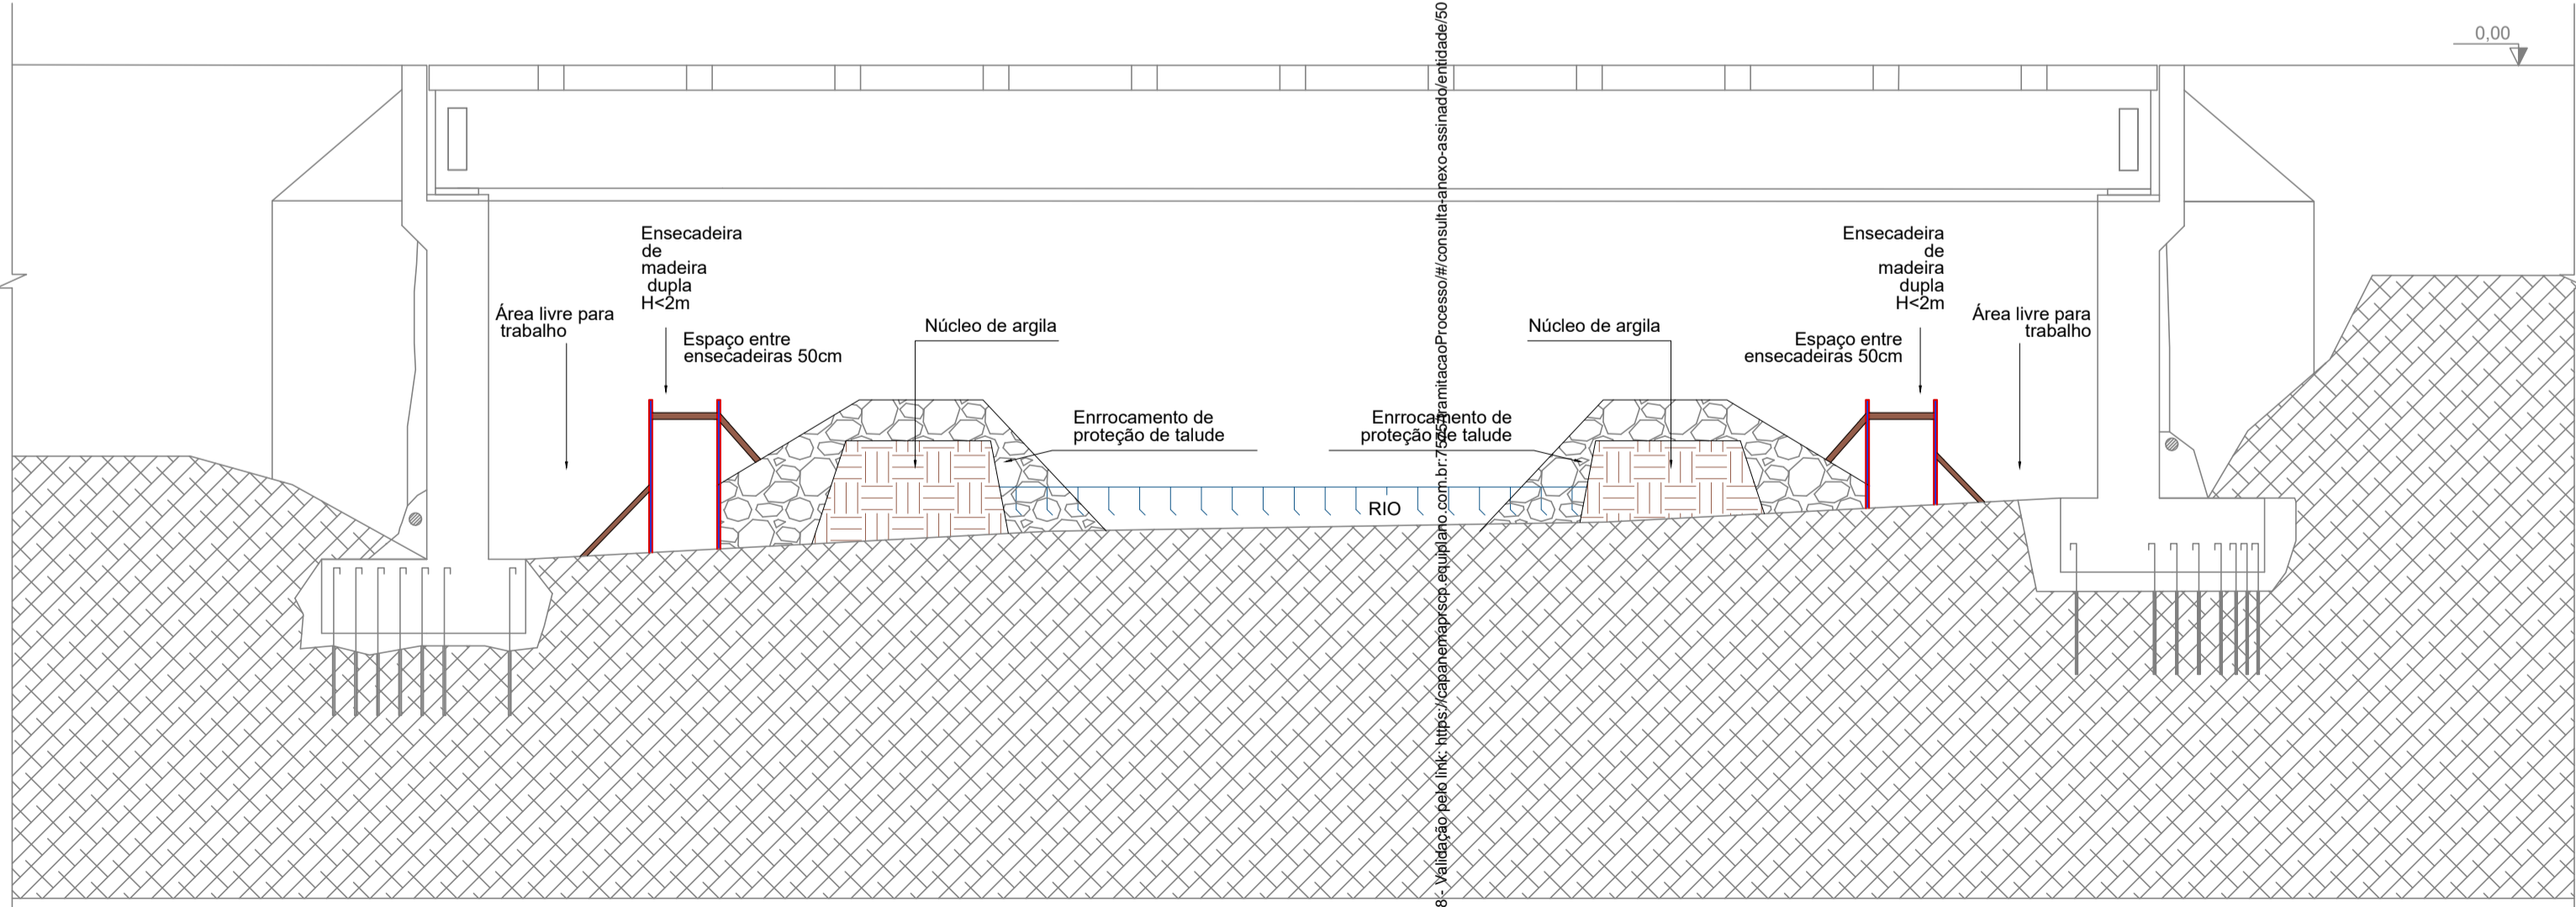 0,00
Ensecadeira
de
madeira
dupla
H<2m
Área livre para
trabalho
Espaço entre
ensecadeiras 50cm
Núcleo de argila
Enrrocamento de
proteção de talude
RIO
Núcleo de argila
Enrrocamento de
proteção de talude
Ensecadeira
de
madeira
dupla
H<2m
Espaço entre
ensecadeiras 50cm
Área livre para
trabalho
8 - Validação pelo link: https://capanemaprscp.equiplano.com.br:7575/tramitacaoProcesso/#/consulta-anexo-assinado/entidade/50